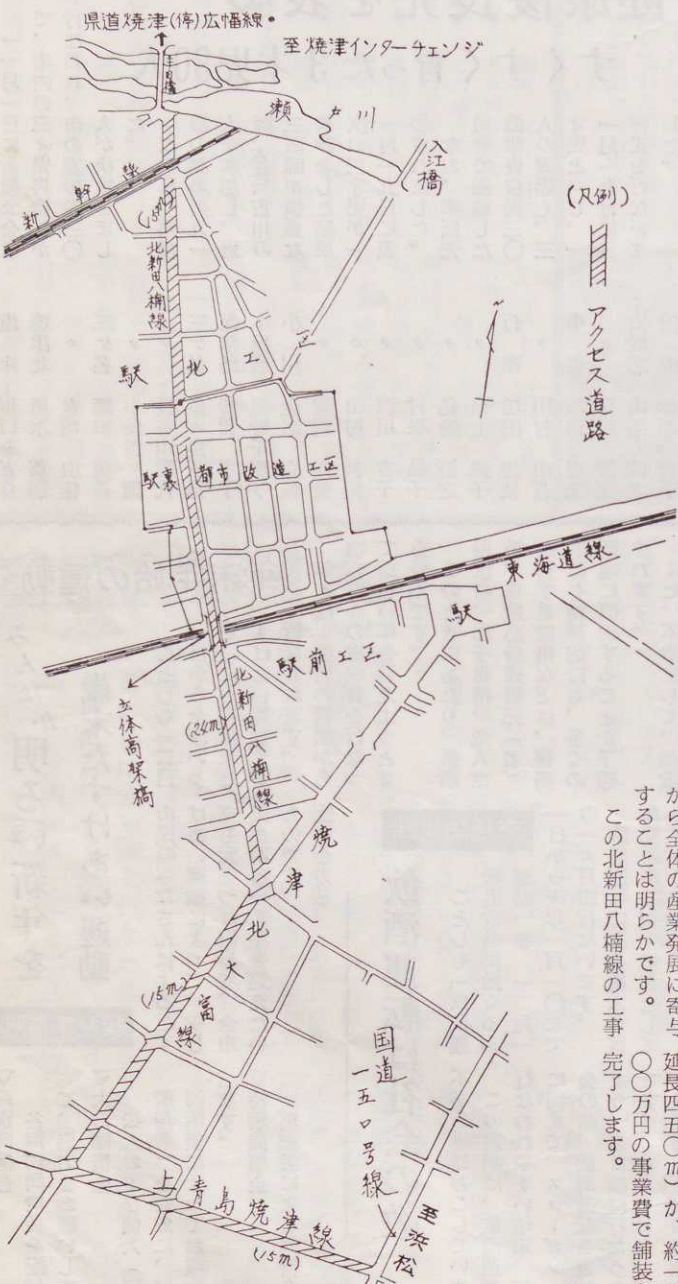 県道焼津(停)広幡線
至焼津インターチェンジ
瀬戸川
入江橋
新幹線
(15m)
北新田八楠線
(凡例)
アクセス道路
駅北工区
駅裏都市改造工区
東海道線
駅
駅前工区
立体高架橋
北新田八楠線
(24m)
焼津北大富線
(15m)
国道一五〇号線
至浜松
上青島焼津線
(15m)
から全体の産業発展に寄与
することは明らかです。
この北新田八楠線の工事
延長四五〇m)が、約一
〇〇万円の事業費で舗装
完了します。